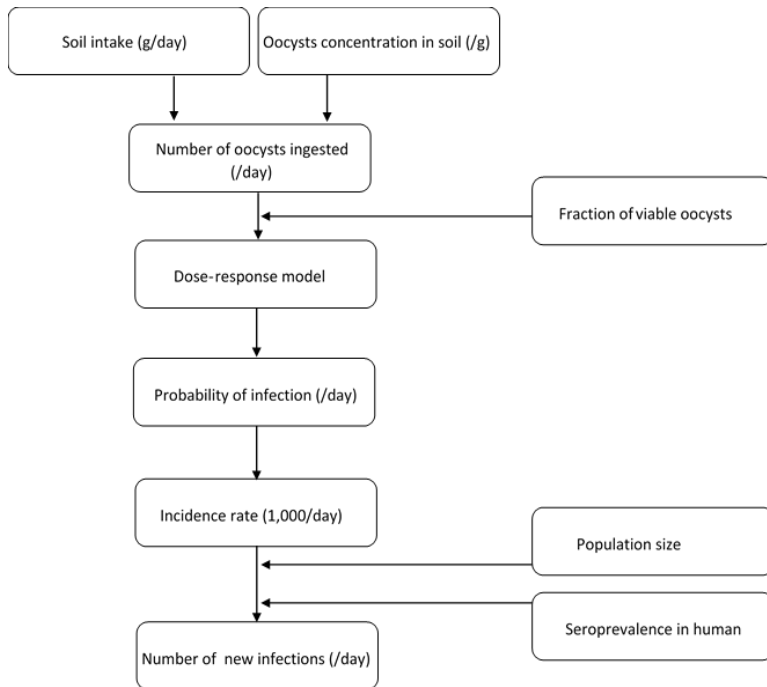 Soil intake (g/day)
Oocysts concentration in soil (/g)
Number of oocysts ingested
(/day)
Fraction of viable oocysts
Dose-response model
Probability of infection (/day)
Incidence rate (1,000/day)
Population size
Seroprevalence in human
Number of new infections (/day)